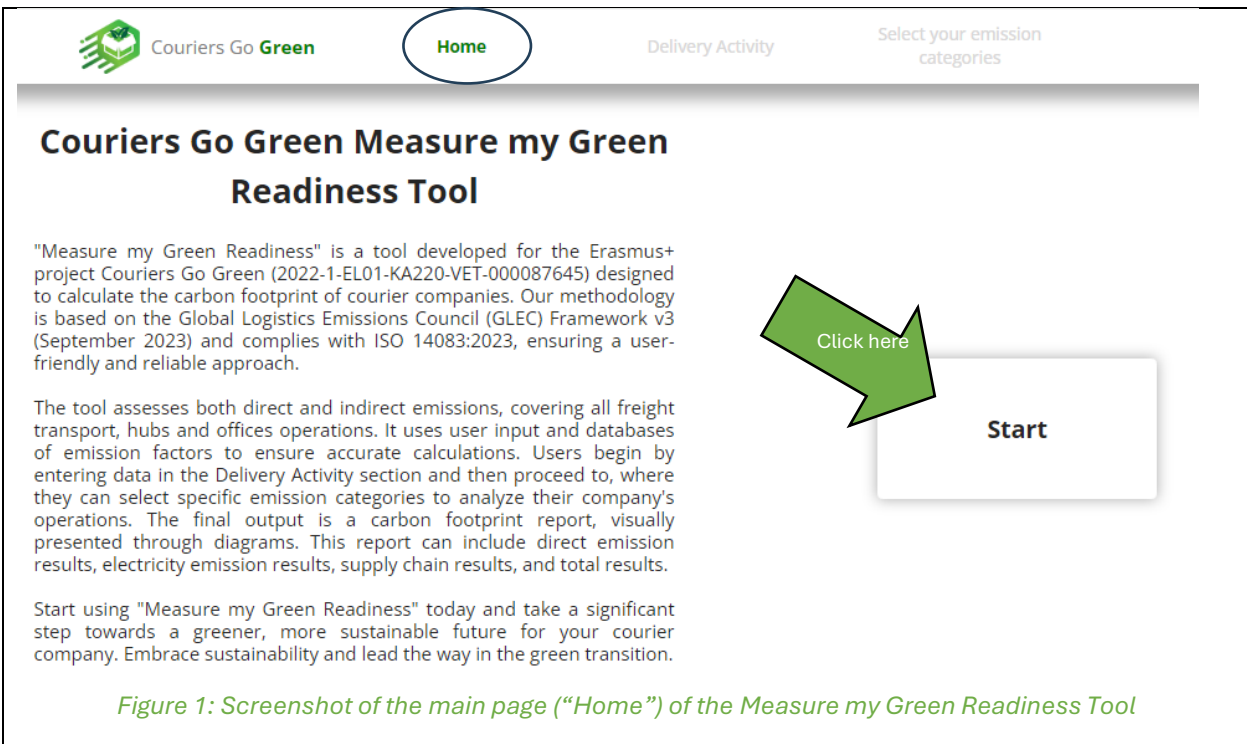 Couriers Go Green
Home
Delivery Activity
Select your emission
categories
Couriers Go Green Measure my Green
Readiness Tool
"Measure my Green Readiness" is a tool developed for the Erasmus+
project Couriers Go Green (2022-1-EL01-KA220-VET-000087645) designed
to calculate the carbon footprint of courier companies. Our methodology
is based on the Global Logistics Emissions Council (GLEC) Framework v3
(September 2023) and complies with ISO 14083:2023, ensuring a user-
friendly and reliable approach.
The tool assesses both direct and indirect emissions, covering all freight
transport, hubs and offices operations. It uses user input and databases
of emission factors to ensure accurate calculations. Users begin by
entering data in the Delivery Activity section and then proceed to, where
they can select specific emission categories to analyze their company's
operations. The final output is a carbon footprint report, visually
presented through diagrams. This report can include direct emission
results, electricity emission results, supply chain results, and total results.
Start using "Measure my Green Readiness" today and take a significant
step towards a greener, more sustainable future for your courier
company. Embrace sustainability and lead the way in the green transition.
Click here
Start
Figure 1: Screenshot of the main page (“Home”) of the Measure my Green Readiness Tool